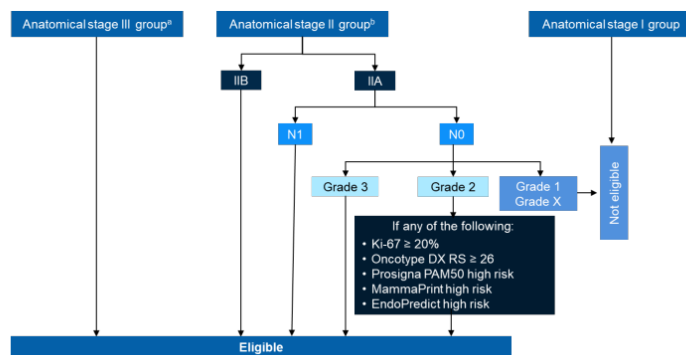 Anatomical stage III groupᵃ
Anatomical stage II groupᵇ
Anatomical stage I group
IIB
IIA
N1
N0
Grade 3
Grade 2
Grade 1
Grade X
Not eligible
If any of the following:
• Ki-67 ≥ 20%
• Oncotype DX RS ≥ 26
• Prosigna PAM50 high risk
• MammaPrint high risk
• EndoPredict high risk
Eligible